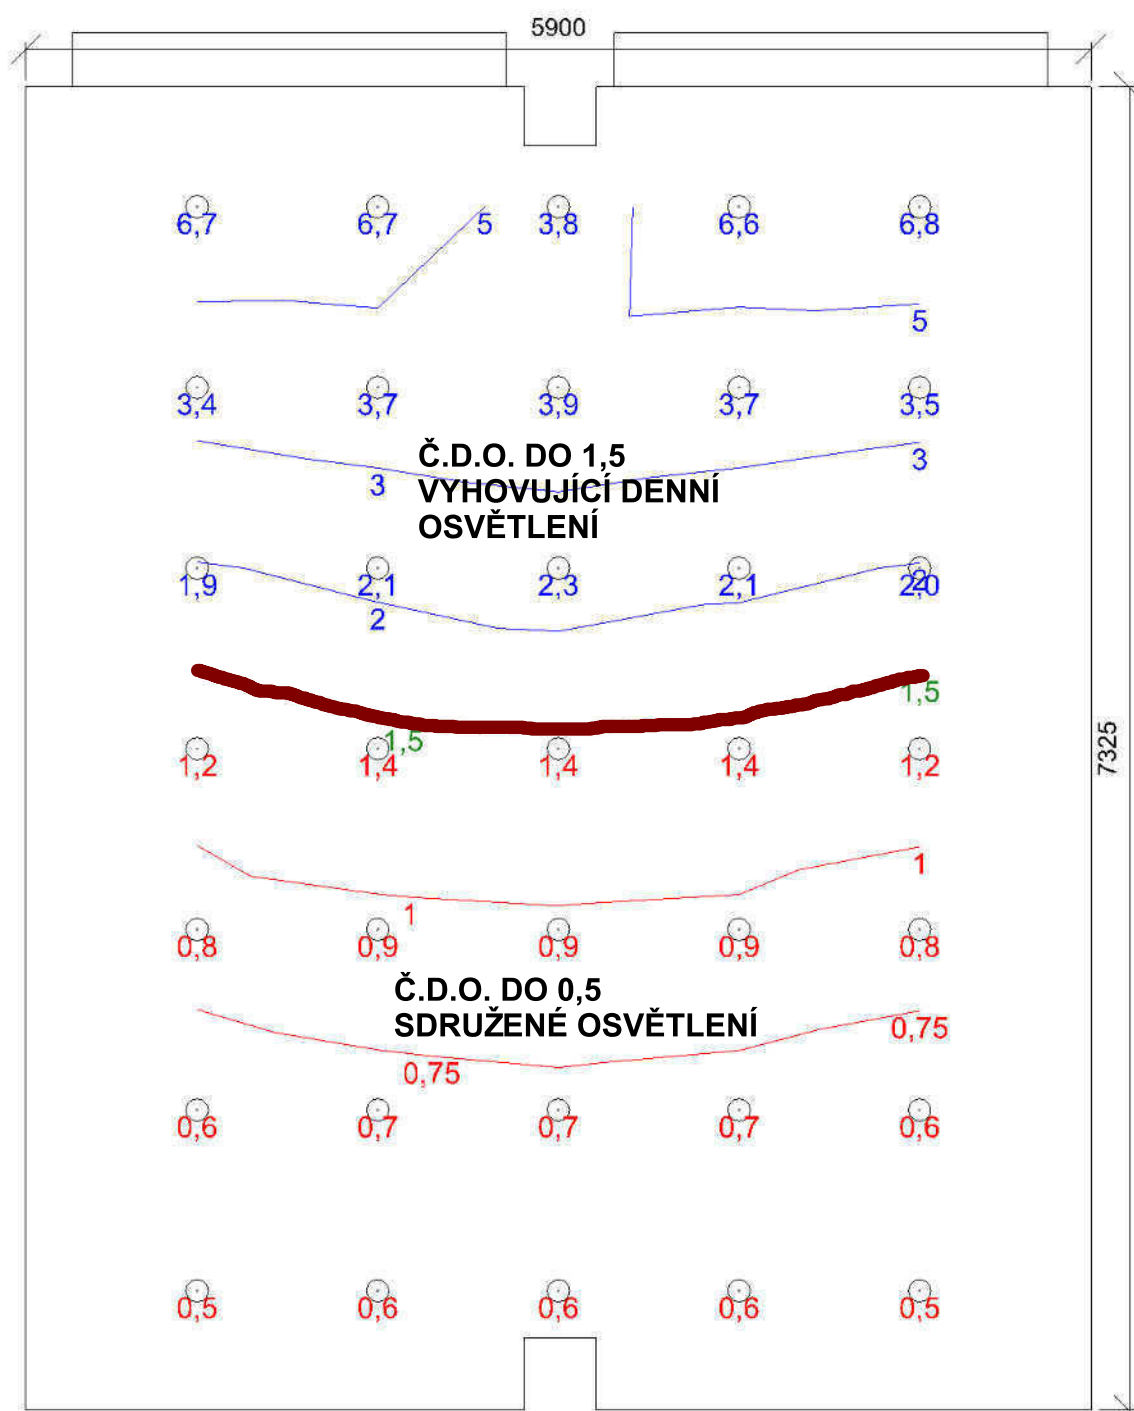 5900
6,7 6,7 5 3,8 6,6 6,8
5
3,4 3,7 3,9 3,7 3,5
Č.D.O. DO 1,5
3 3
VYHOVUJÍCÍ DENNÍ
OSVĚTLENÍ
1,9 2,1 2,3 2,1 2,0 2
2
1,5
1,5
7325
1,2 1,4 1,4 1,4 1,2
1
1
0,8 0,9 0,9 0,9 0,8
Č.D.O. DO 0,5
SDRUŽENÉ OSVĚTLENÍ
0,75
0,75
0,6 0,7 0,7 0,7 0,6
0,5 0,6 0,6 0,6 0,5